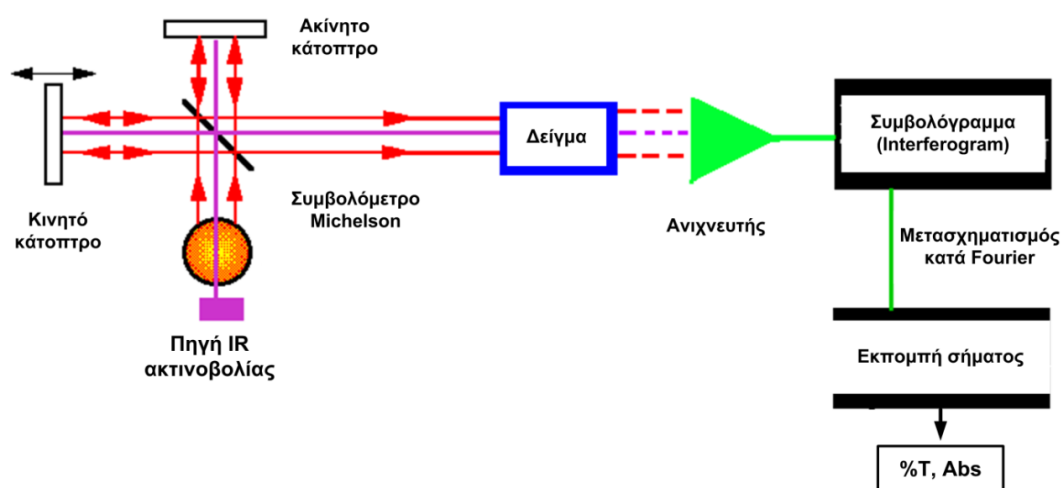 Ακίνητο
κάτοπτρο
Κινητό
κάτοπτρο
Συμβολόμετρο
Michelson
Πηγή IR
ακτινοβολίας
Δείγμα
Ανιχνευτής
Συμβολόγραμμα
(Interferogram)
Μετασχηματισμός
κατά Fourier
Εκπομπή σήματος
%T, Abs